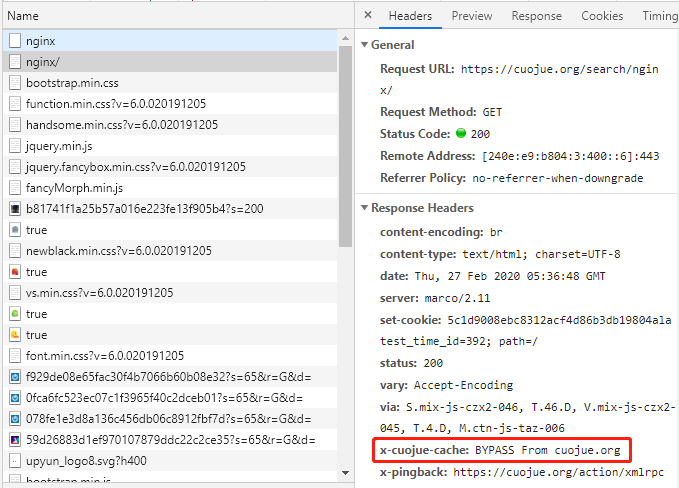 Name
nginx
nginx/
bootstrap.min.css
function.min.css?v=6.0.020191205
handsome.min.css?v=6.0.020191205
jquery.min.js
jquery.fancybox.min.css?v=6.0.020191205
fancyMorph.min.js
b81741f1a25b57a016e223fe13f905b4?s=200
true
newblack.min.css?v=6.0.020191205
true
vs.min.css?v=6.0.020191205
true
true
font.min.css?v=6.0.020191205
f929de08e65fac30f4b7066b60b08e32?s=65&r=G&d=
0fca6fc523ec07c1f3965f40c2dceb01?s=65&r=G&d=
078fe1e3d8a136c456db06c8912fbf7d?s=65&r=G&d=
59d26883d1ef970107879ddc22c2ce35?s=65&r=G&d=
upyun_logo8.svg?h400
bootstrap.min.js
× Headers Preview Response Cookies Timing
General
Request URL: https://cuojue.org/search/ngin
x/
Request Method: GET
Status Code: 200
Remote Address: [240e:e9:b804:3:400::6]:443
Referrer Policy: no-referrer-when-downgrade
Response Headers
content-encoding: br
content-type: text/html; charset=UTF-8
date: Thu, 27 Feb 2020 05:36:48 GMT
server: marco/2.11
set-cookie: 5c1d9008ebc8312acf4d86b3db19804ala
test_time_id=392; path=/
status: 200
vary: Accept-Encoding
via: S.mix-js-czx2-046, T.46.D, V.mix-js-czx2-
045, T.4.D, M.ctn-js-taz-006
x-cuojue-cache: BYPASS From cuojue.org
x-pingback: https://cuojue.org/action/xmlrpc